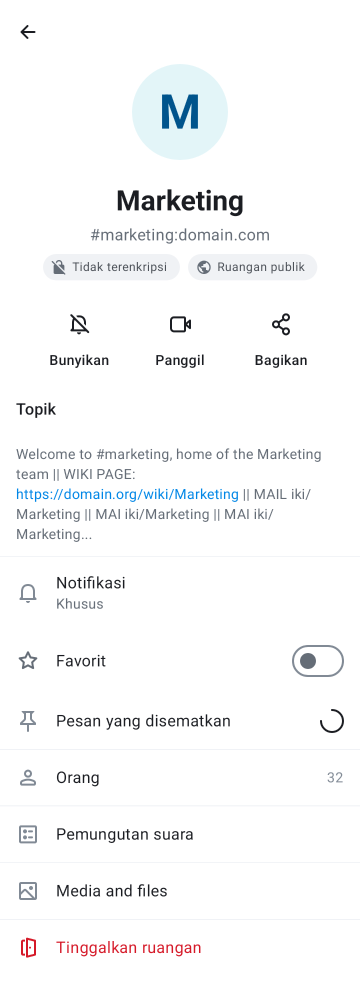 M
Marketing
#marketing:domain.com
Tidak terenkripsi
Ruangan publik
Bunyikan
Panggil
Bagikan
Topik
Welcome to #marketing, home of the Marketing
team || WIKI PAGE:
https://domain.org/wiki/Marketing || MAIL iki/
Marketing || MAI iki/Marketing || MAI iki/
Marketing...
Notifikasi
Khusus
Favorit
Pesan yang disematkan
Orang 32
Pemungutan suara
Media and files
Tinggalkan ruangan